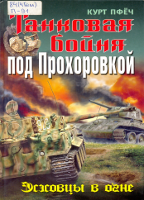 КУРТ ПФЁЧ
Танковая
бойня
под Прохоровкой
Эсэсовцы в огне